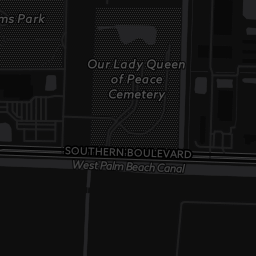 ms Park
Our Lady Queen
of Peace
Cemetery
SOUTHERN BOULEVARD
West Palm Beach Canal